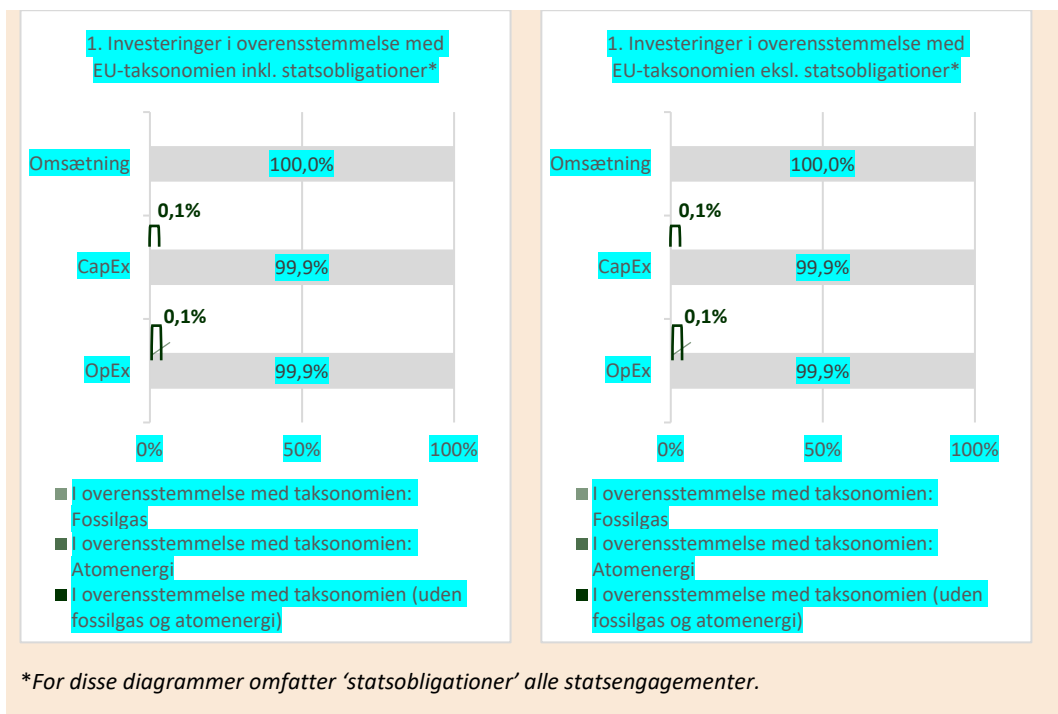 1. Investeringer i overensstemmelse med
EU-taksonomien inkl. statsobligationer*
Omsætning
100,0%
0,1%
CapEx
99,9%
0,1%
OpEx
99,9%
0%
50%
100%
I overensstemmelse med taksonomien:
Fossilgas
I overensstemmelse med taksonomien:
Atomenergi
I overensstemmelse med taksonomien (uden
fossilgas og atomenergi)
1. Investeringer i overensstemmelse med
EU-taksonomien eksl. statsobligationer*
Omsætning
100,0%
0,1%
CapEx
99,9%
0,1%
OpEx
99,9%
0%
50%
100%
I overensstemmelse med taksonomien:
Fossilgas
I overensstemmelse med taksonomien:
Atomenergi
I overensstemmelse med taksonomien (uden
fossilgas og atomenergi)
*For disse diagrammer omfatter ‘statsobligationer’ alle statsengagementer.